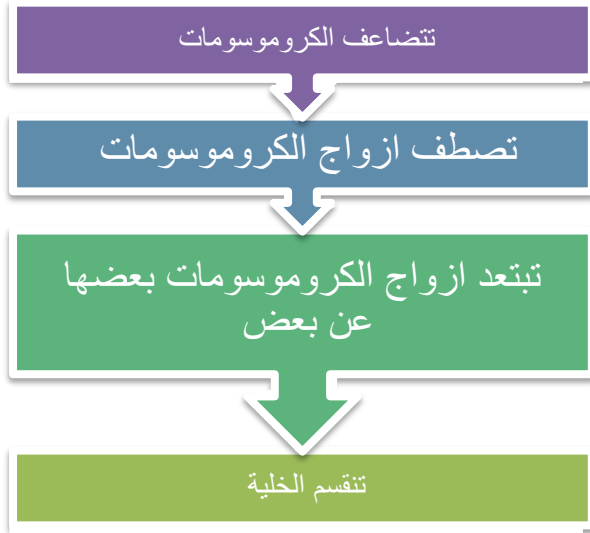 تتضاعف الكروموسومات
تصطف ازواج الكروموسومات
تبتعد ازواج الكروموسومات بعضها
عن بعض
تنقسم الخلية